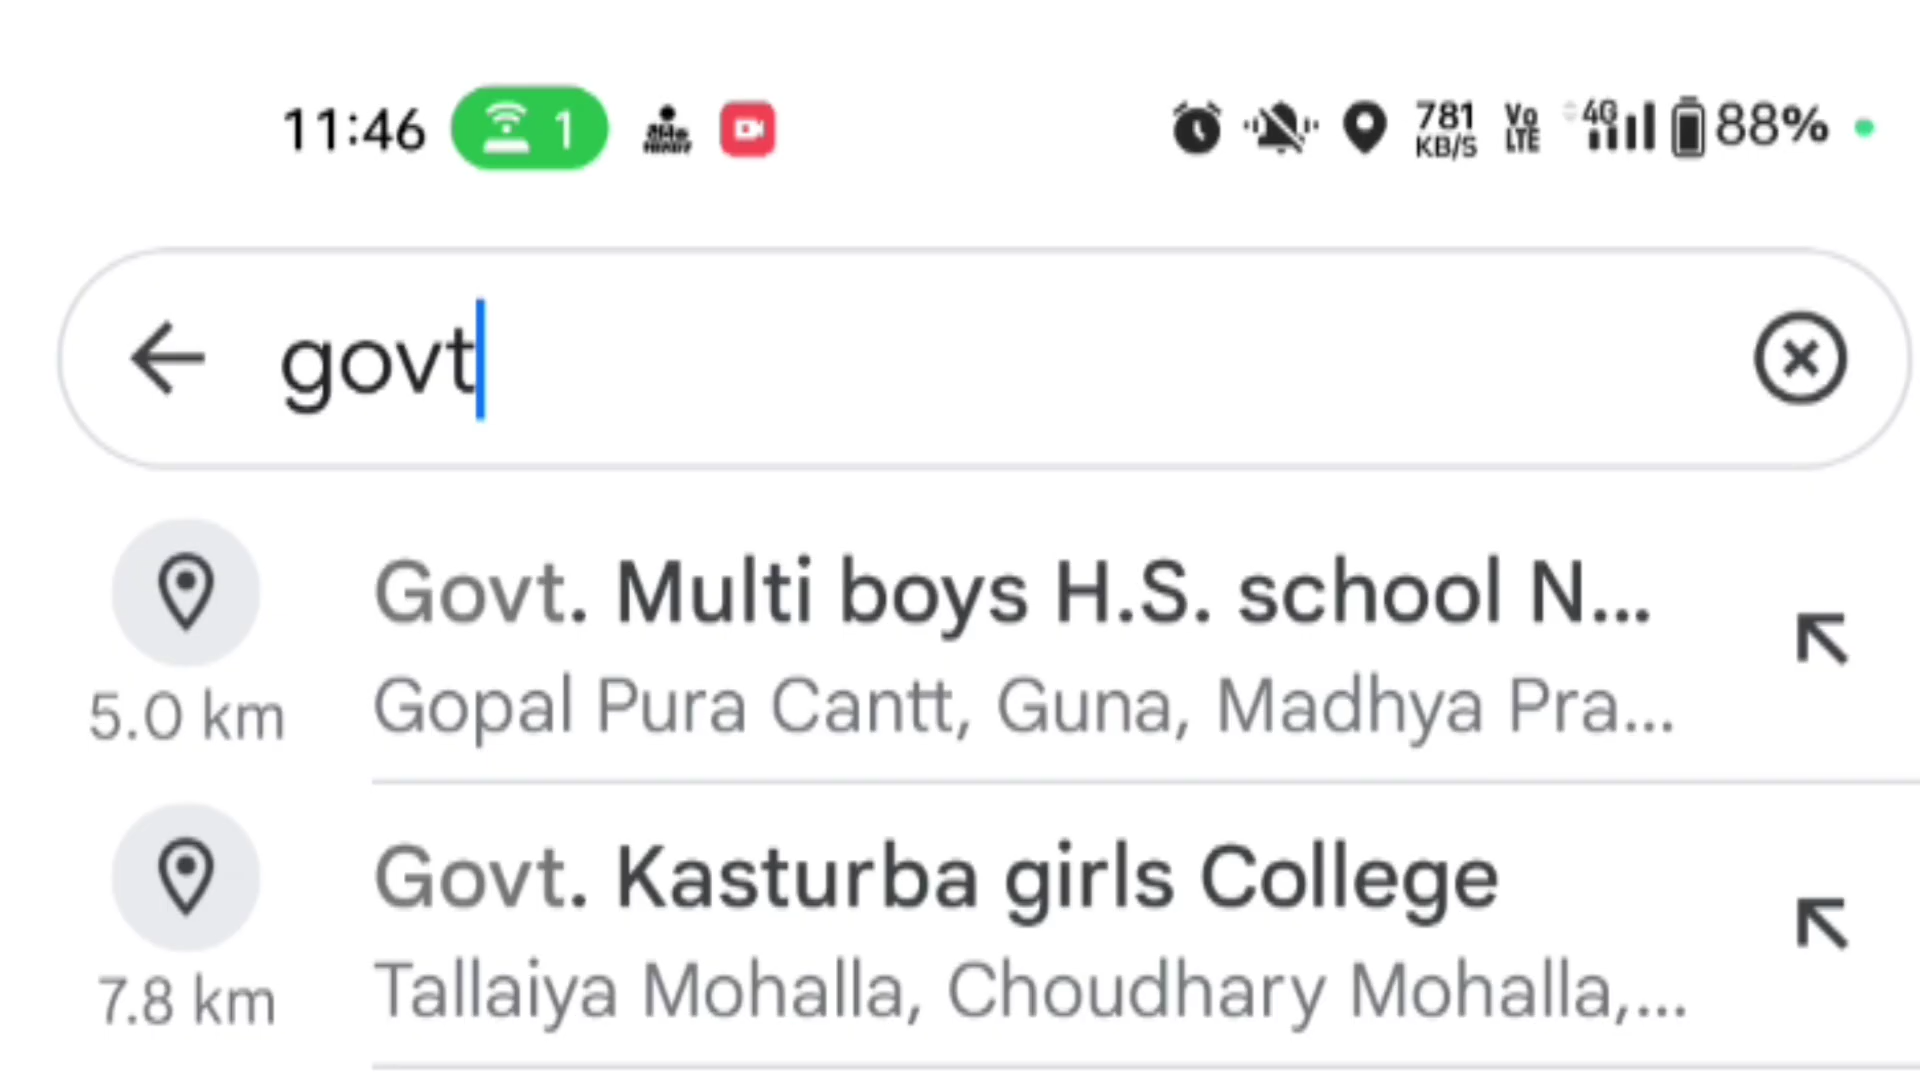 11:46 1 781 KB/S Vo LTE 4G 88%
govt
Govt. Multi boys H.S. school N...
5.0 km Gopal Pura Cantt, Guna, Madhya Pra...
Govt. Kasturba girls College
7.8 km Tallaiya Mohalla, Choudhary Mohalla,...